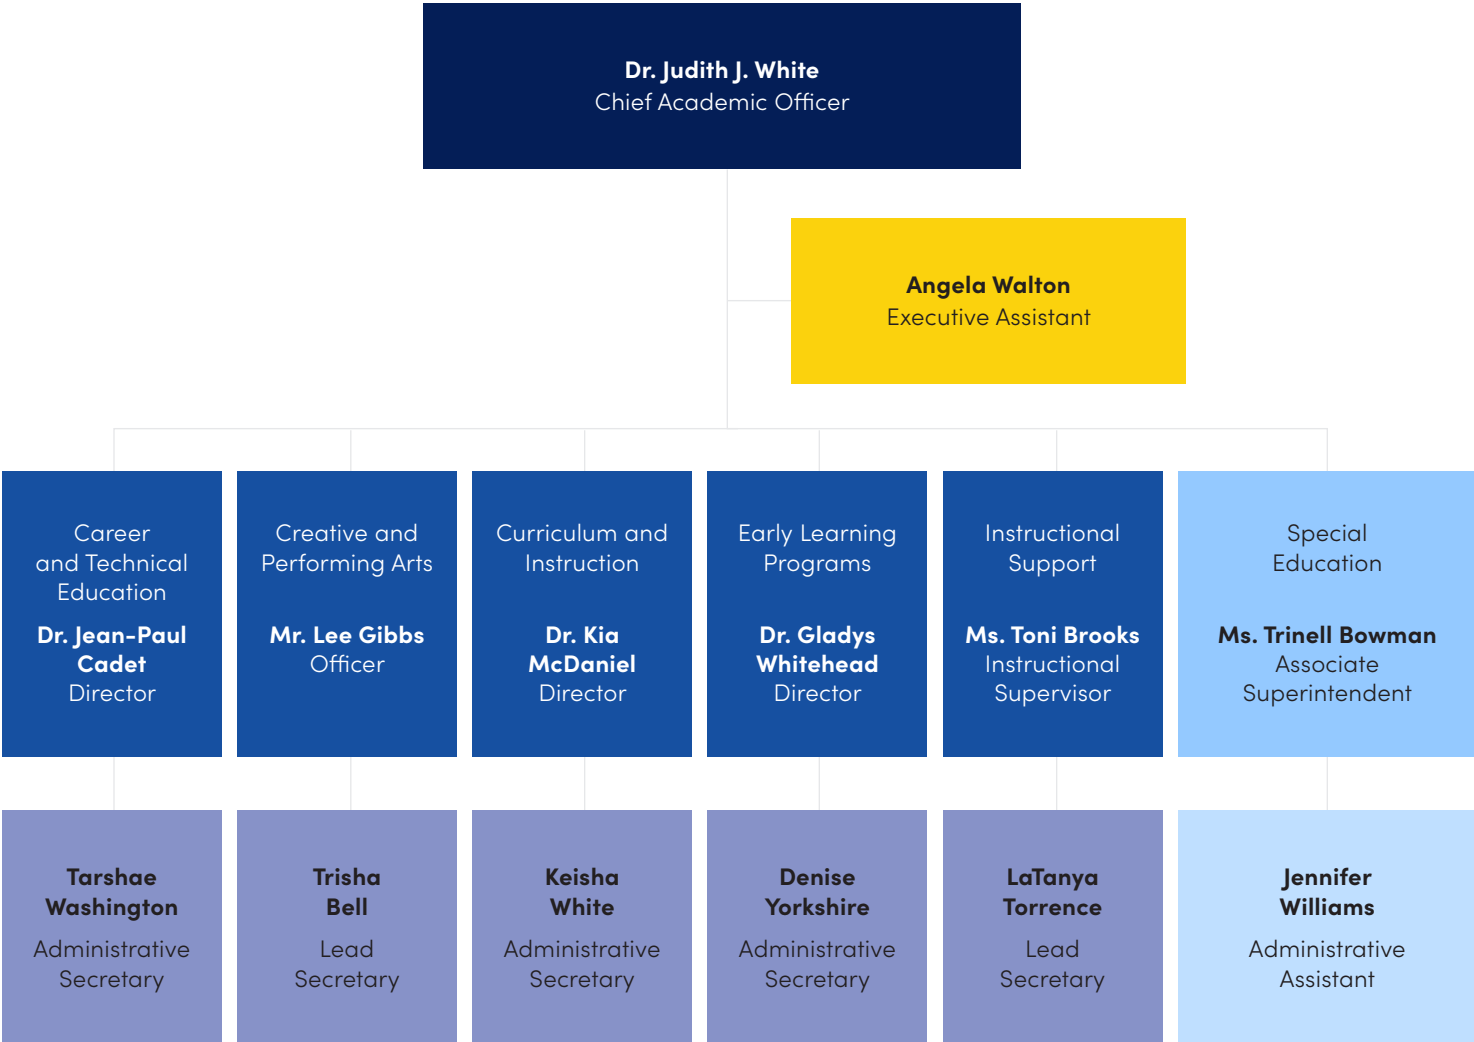 Dr. Judith J. White
Chief Academic Officer
Angela Walton
Executive Assistant
Career
and Technical
Education
Dr. Jean-Paul
Cadet
Director
Creative and
Performing Arts
Mr. Lee Gibbs
Officer
Curriculum and
Instruction
Dr. Kia
McDaniel
Director
Early Learning
Programs
Dr. Gladys
Whitehead
Director
Instructional
Support
Ms. Toni Brooks
Instructional
Supervisor
Special
Education
Ms. Trinell Bowman
Associate
Superintendent
Tarshae
Washington
Administrative
Secretary
Trisha
Bell
Lead
Secretary
Keisha
White
Administrative
Secretary
Denise
Yorkshire
Administrative
Secretary
LaTanya
Torrence
Lead
Secretary
Jennifer
Williams
Administrative
Assistant